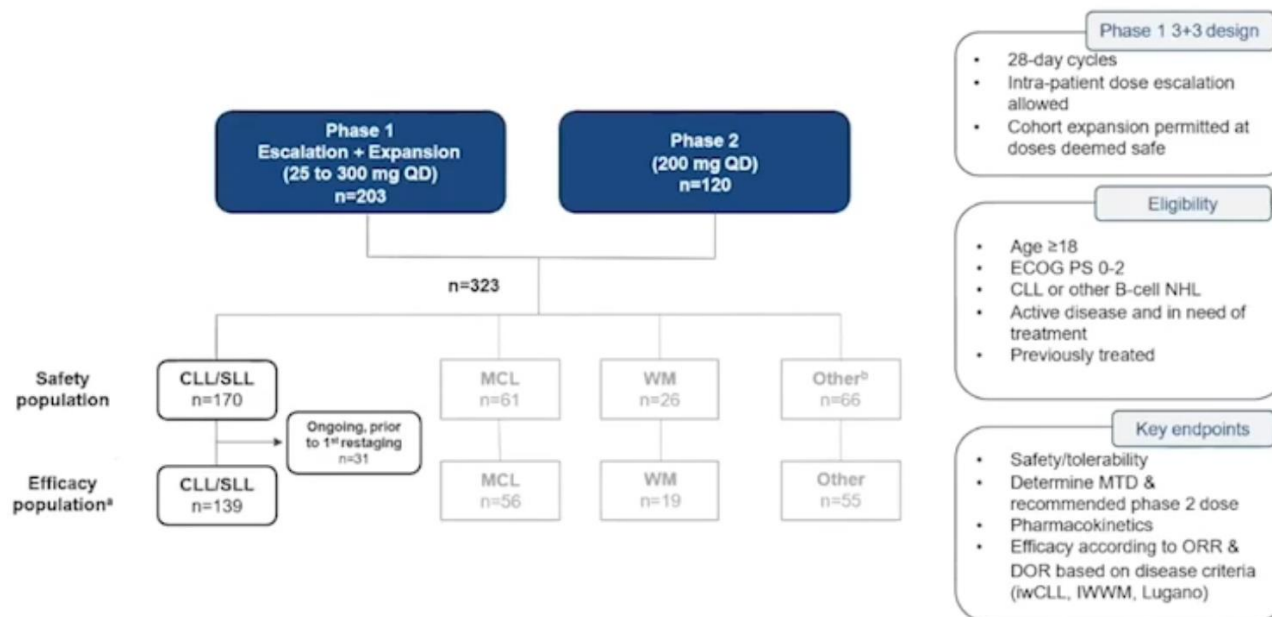 Phase 1
Escalation + Expansion
(25 to 300 mg QD)
n=203
Phase 2
(200 mg QD)
n=120
n=323
Safety
population
CLL/SLL
n=170
MCL
n=61
WM
n=26
Otherᵇ
n=66
Ongoing, prior
to 1ˢᵗ restaging
n=31
Efficacy
populationᵃ
CLL/SLL
n=139
MCL
n=56
WM
n=19
Other
n=55
Phase 1 3+3 design
• 28-day cycles
• Intra-patient dose escalation
allowed
• Cohort expansion permitted at
doses deemed safe
Eligibility
• Age ≥18
• ECOG PS 0-2
• CLL or other B-cell NHL
• Active disease and in need of
treatment
• Previously treated
Key endpoints
• Safety/tolerability
• Determine MTD &
recommended phase 2 dose
• Pharmacokinetics
• Efficacy according to ORR &
DOR based on disease criteria
(iwCLL, IWWM, Lugano)